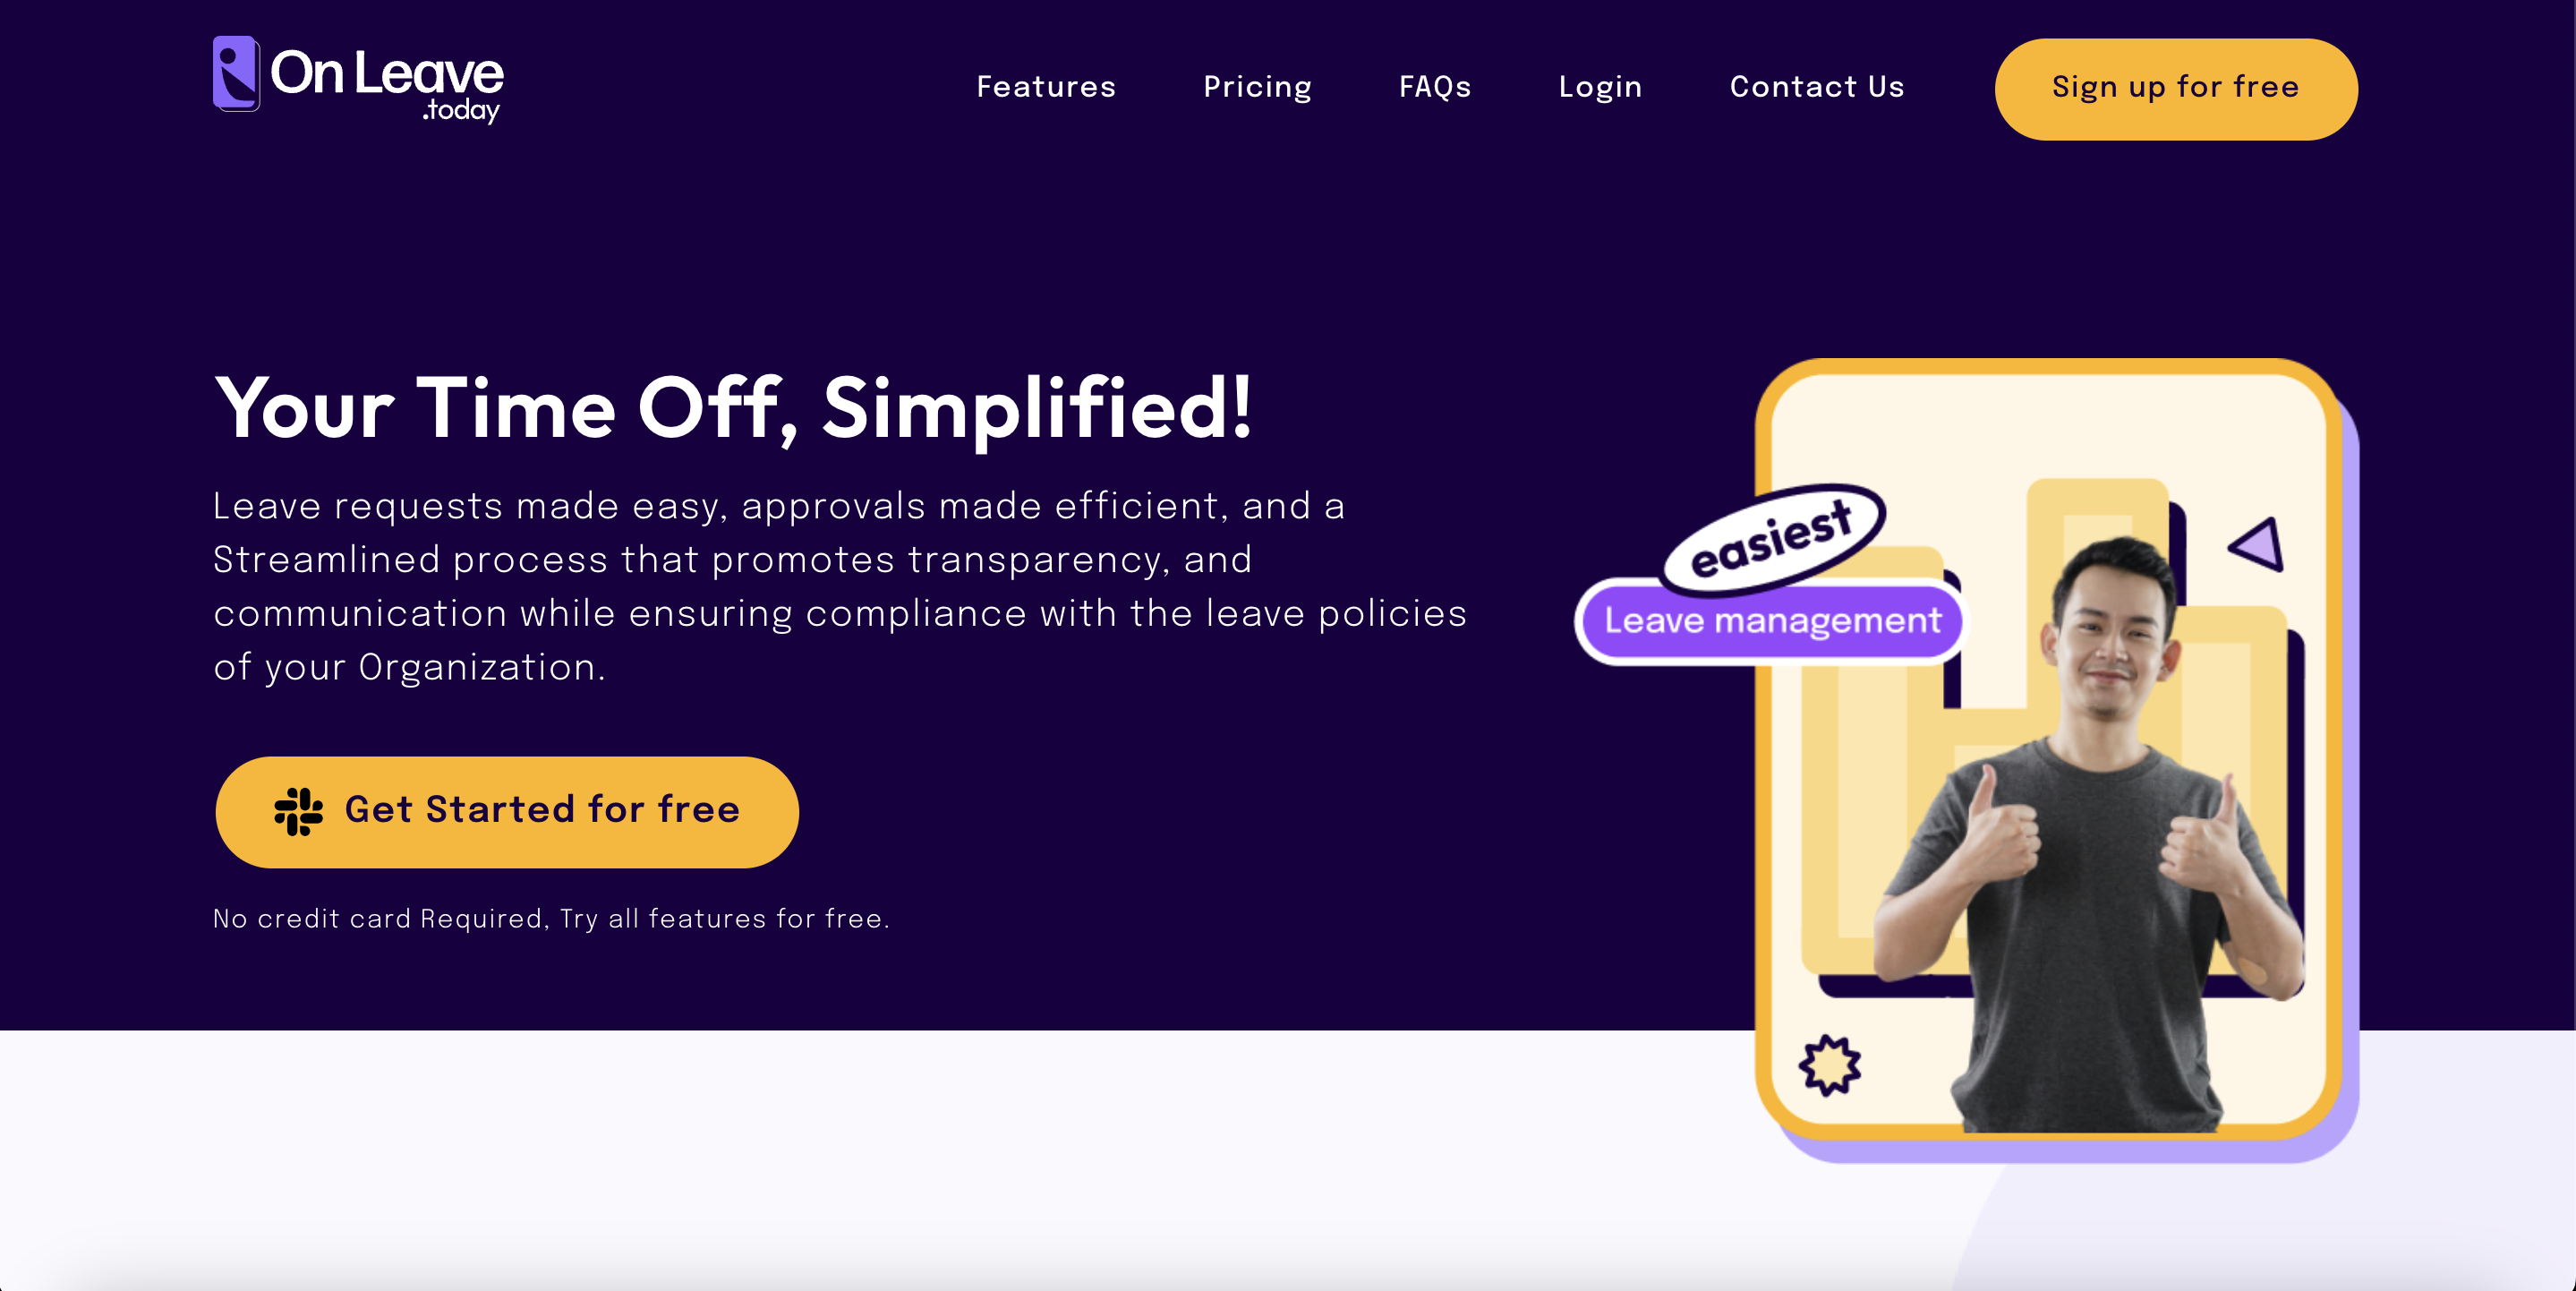 On Leave
.today
Features
Pricing
FAQs
Login
Contact Us
Sign up for free
Your Time Off, Simplified!
Leave requests made easy, approvals made efficient, and a
Streamlined process that promotes transparency, and
communication while ensuring compliance with the leave policies
of your Organization.
Get Started for free
No credit card Required, Try all features for free.
easiest
Leave management